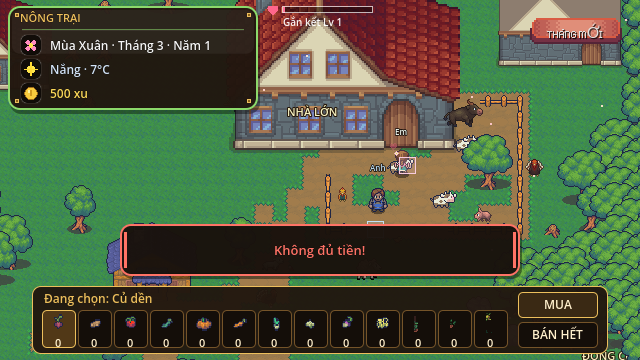 NÔNG TRẠI
Mùa Xuân · Tháng 3 · Năm 1
Nắng · 7°C
500 xu
Gắn kết Lv 1
THÁNG MỚI
NHÀ LỚN
Em
Anh
Không đủ tiền!
Đang chọn: Củ dền
0 0 0 0 0 0 0 0 0 0 0 0 0
MUA
BÁN HẾT